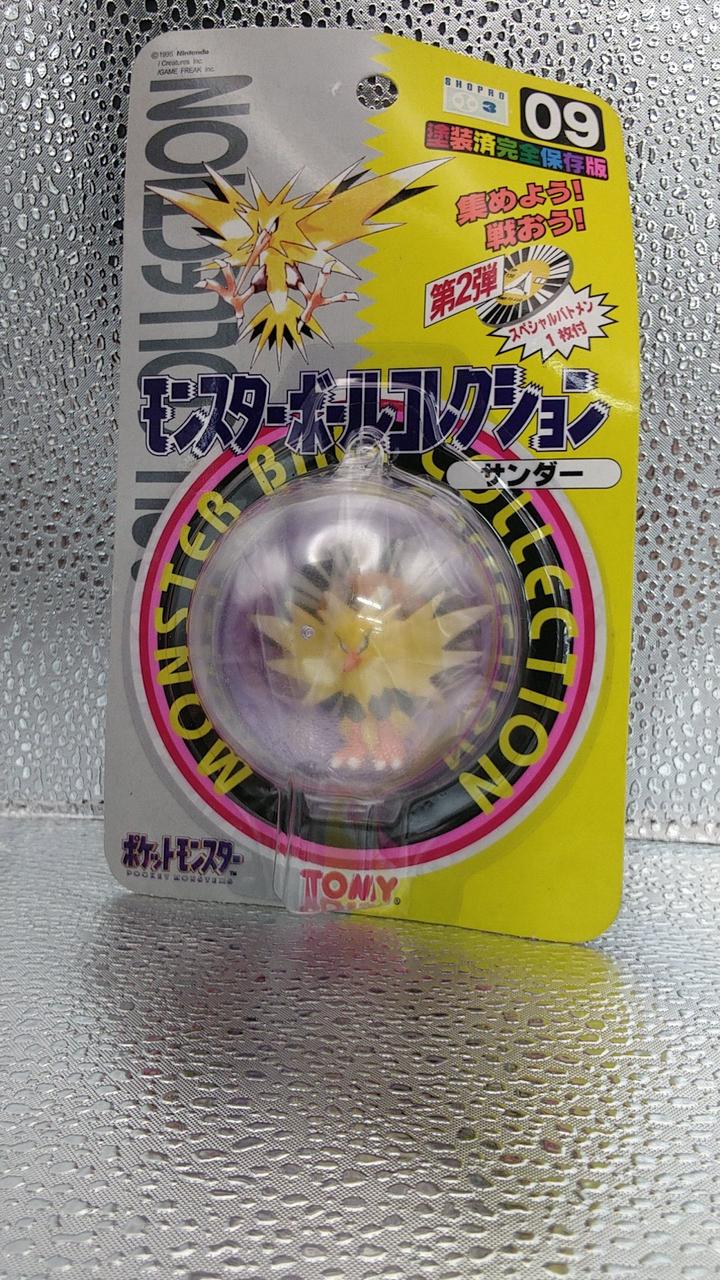 ©1995 Nintendo
/ Creatures Inc.
/GAME FREAK Inc.
SHOPRO
3
09
塗装済完全保存版
集めよう!
戦おう!
第2弾
スペシャルバトメン
1枚付
モンスターボールコレクション
サンダー
MONSTER BALL COLLECTION
ポケットモンスター™
POCKET MONSTERS
TOMY®